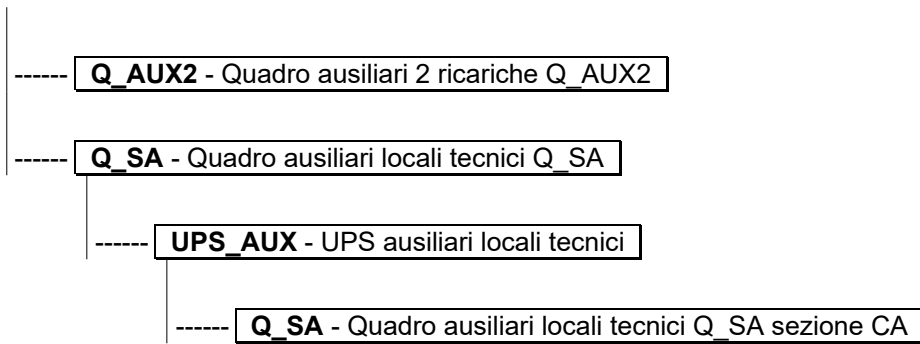 Q_AUX2 - Quadro ausiliari 2 ricariche Q_AUX2
Q_SA - Quadro ausiliari locali tecnici Q_SA
UPS_AUX - UPS ausiliari locali tecnici
Q_SA - Quadro ausiliari locali tecnici Q_SA sezione CA